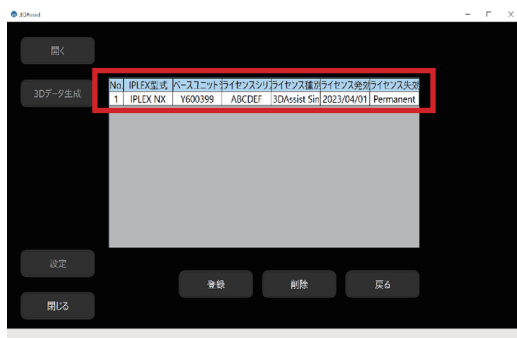 3DAssist
開く
3Dデータ生成
No. IPLEX型式 ベースユニット ライセンスシリ ライセンス種別 ライセンス発効 ライセンス失効
1 IPLEX NX Y600399 ABCDEF 3DAssist Sin 2023/04/01 Permanent
設定
登録 削除 戻る
閉じる